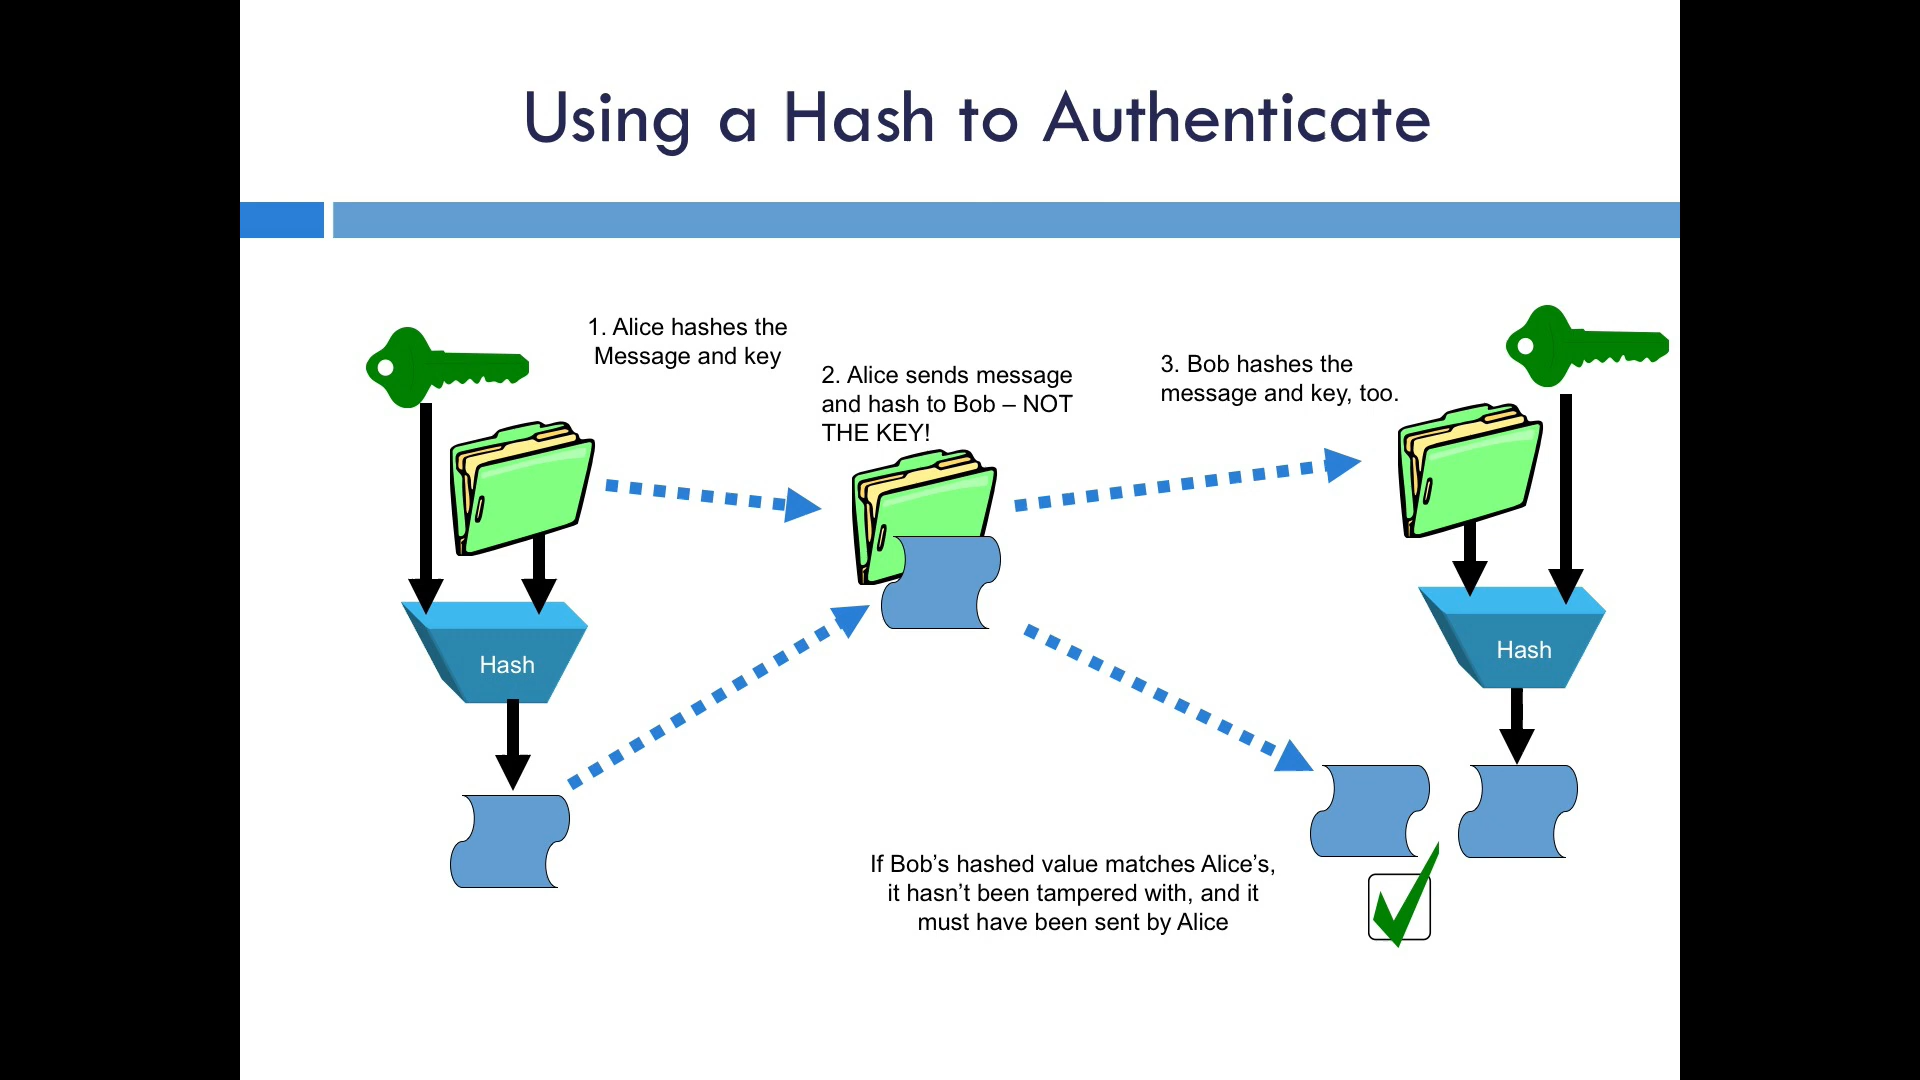 Using a Hash to Authenticate
1. Alice hashes the
Message and key
2. Alice sends message
and hash to Bob – NOT
THE KEY!
3. Bob hashes the
message and key, too.
Hash
Hash
If Bob’s hashed value matches Alice’s,
it hasn’t been tampered with, and it
must have been sent by Alice